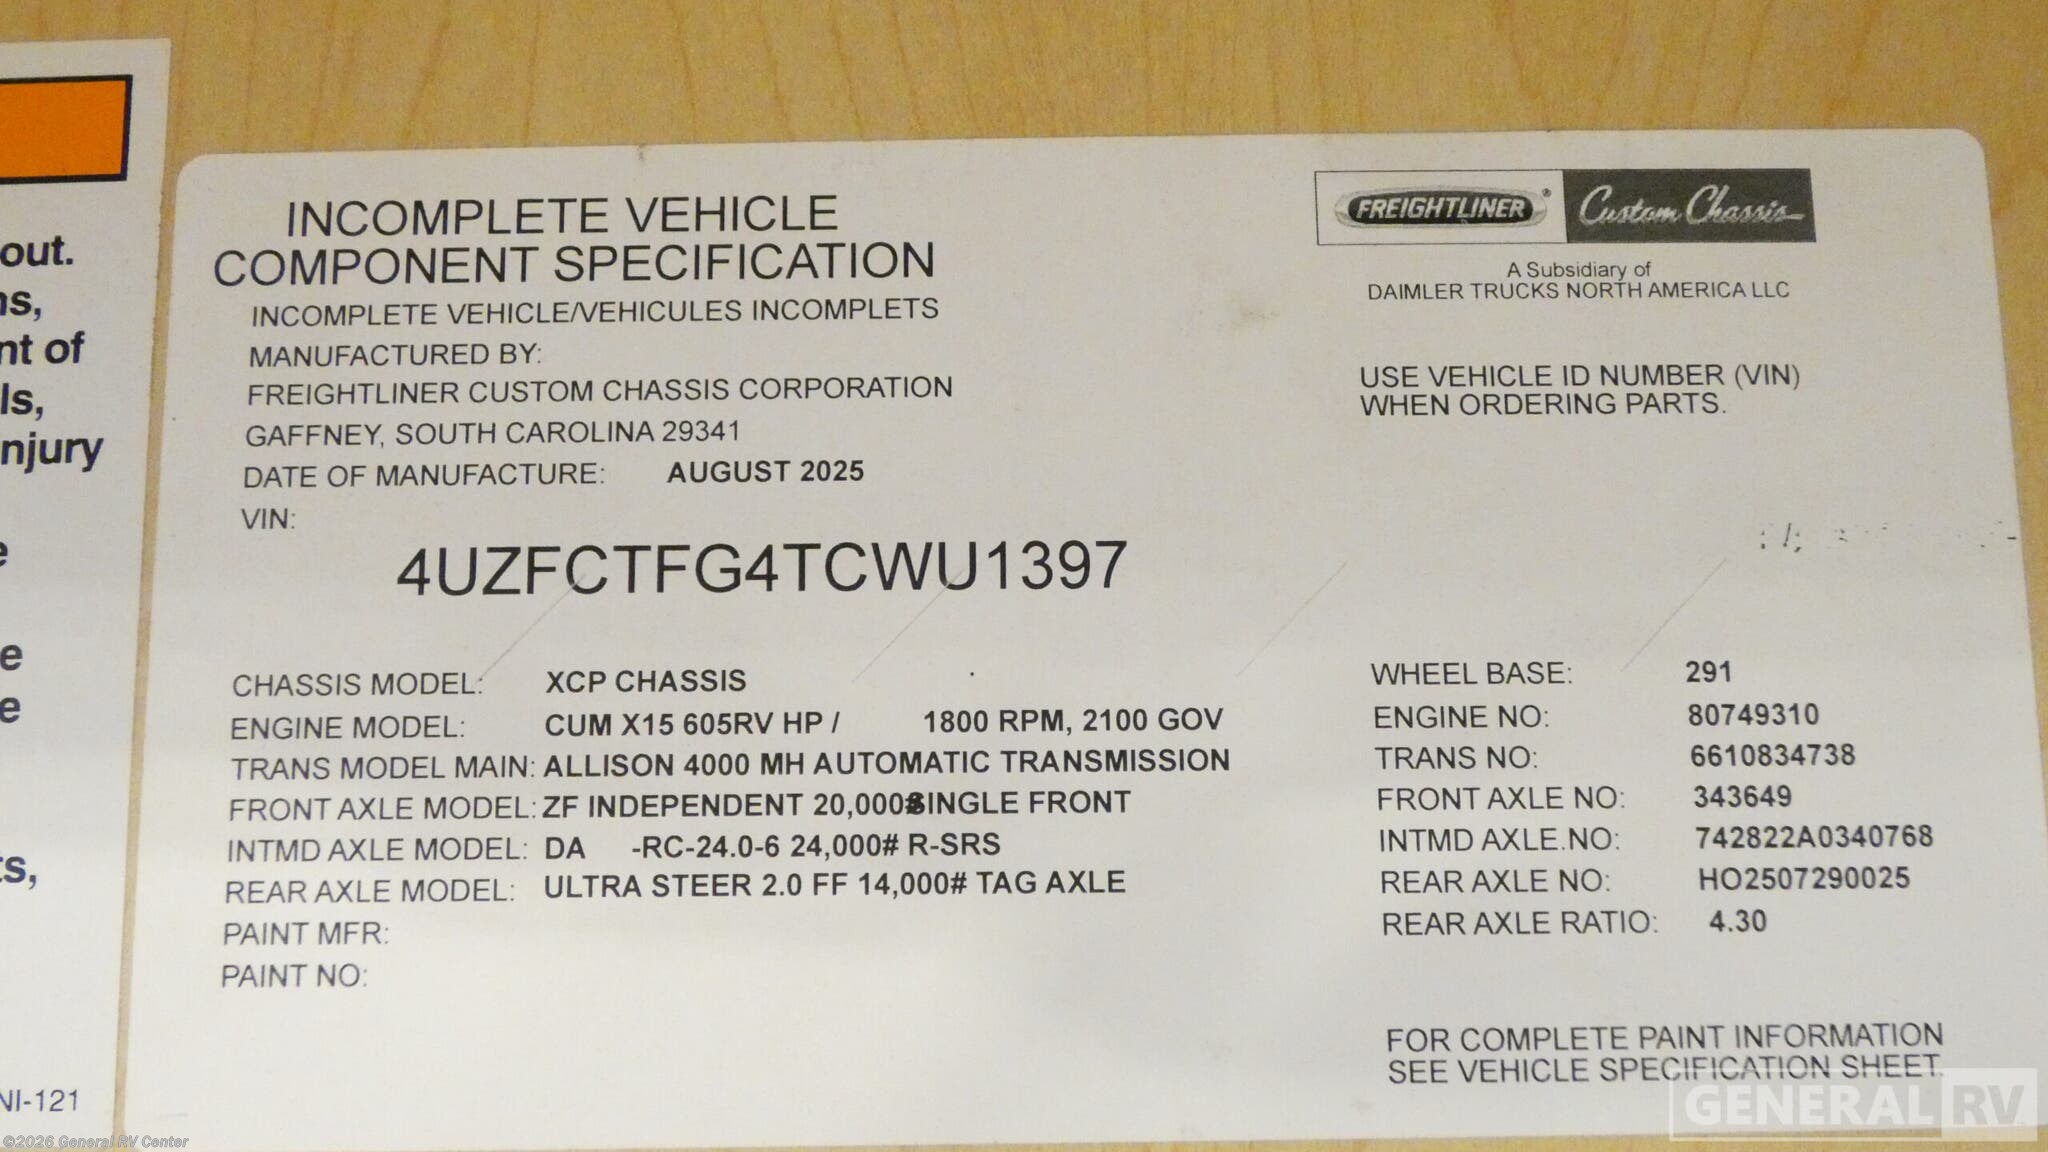 out.
ns,
nt of
ls,
njury
e
e
e
ts,
NI-121
INCOMPLETE VEHICLE
COMPONENT SPECIFICATION
INCOMPLETE VEHICLE/VEHICULES INCOMPLETS
MANUFACTURED BY:
FREIGHTLINER CUSTOM CHASSIS CORPORATION
GAFFNEY, SOUTH CAROLINA 29341
DATE OF MANUFACTURE: AUGUST 2025
VIN:
4UZFCTFG4TCWU1397
FREIGHTLINER® Custom Chassis
A Subsidiary of
DAIMLER TRUCKS NORTH AMERICA LLC
USE VEHICLE ID NUMBER (VIN)
WHEN ORDERING PARTS.
CHASSIS MODEL: XCP CHASSIS
ENGINE MODEL: CUM X15 605RV HP / 1800 RPM, 2100 GOV
TRANS MODEL MAIN: ALLISON 4000 MH AUTOMATIC TRANSMISSION
FRONT AXLE MODEL: ZF INDEPENDENT 20,000# SINGLE FRONT
INTMD AXLE MODEL: DA -RC-24.0-6 24,000# R-SRS
REAR AXLE MODEL: ULTRA STEER 2.0 FF 14,000# TAG AXLE
PAINT MFR:
PAINT NO:
WHEEL BASE: 291
ENGINE NO: 80749310
TRANS NO: 6610834738
FRONT AXLE NO: 343649
INTMD AXLE.NO: 742822A0340768
REAR AXLE NO: HO2507290025
REAR AXLE RATIO: 4.30
FOR COMPLETE PAINT INFORMATION
SEE VEHICLE SPECIFICATION SHEET.
GENERAL RV
©2026 General RV Center